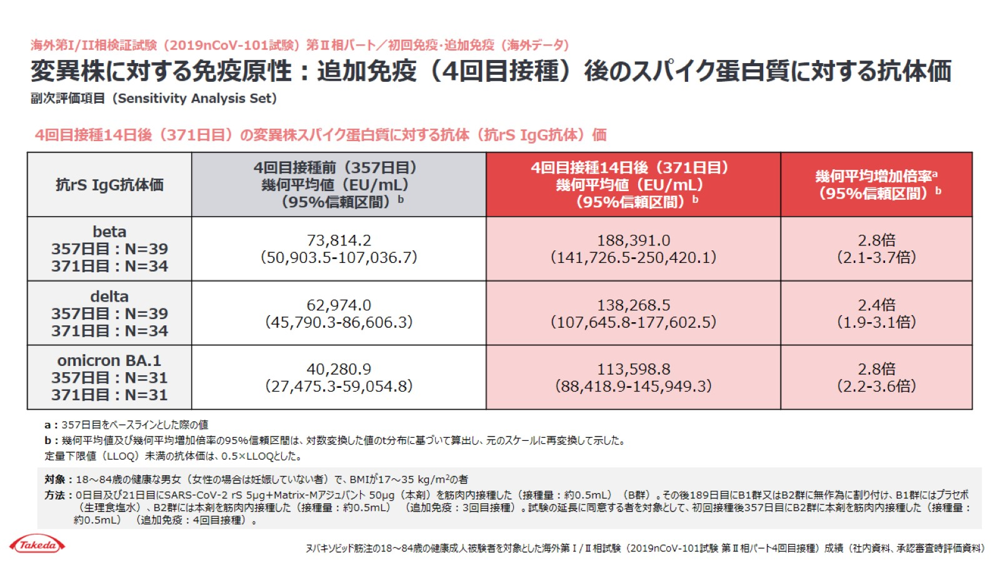 海外第I/II相検証試験（2019nCoV-101試験）第Ⅱ相パート／初回免疫・追加免疫（海外データ）
変異株に対する免疫原性：追加免疫（4回目接種）後のスパイク蛋白質に対する抗体価
副次評価項目（Sensitivity Analysis Set）
4回目接種14日後（371日目）の変異株スパイク蛋白質に対する抗体（抗rS IgG抗体）価
抗rS IgG抗体価
4回目接種前（357日目）
幾何平均値（EU/mL）
（95%信頼区間）b
4回目接種14日後（371日目）
幾何平均値（EU/mL）
（95%信頼区間）b
幾何平均増加倍率a
（95%信頼区間）b
beta
357日目：N=39
371日目：N=34
73,814.2
（50,903.5-107,036.7）
188,391.0
（141,726.5-250,420.1）
2.8倍
（2.1-3.7倍）
delta
357日目：N=39
371日目：N=34
62,974.0
（45,790.3-86,606.3）
138,268.5
（107,645.8-177,602.5）
2.4倍
（1.9-3.1倍）
omicron BA.1
357日目：N=31
371日目：N=31
40,280.9
（27,475.3-59,054.8）
113,598.8
（88,418.9-145,949.3）
2.8倍
（2.2-3.6倍）
a：357日目をベースラインとした際の値
b：幾何平均値及び幾何平均増加倍率の95%信頼区間は、対数変換した値のt分布に基づいて算出し、元のスケールに再変換して示した。
定量下限値（LLOQ）未満の抗体価は、0.5×LLOQとした。
対象：18～84歳の健康な男女（女性の場合は妊娠していない者）で、BMIが17～35 kg/m2の者
方法：0日目及び21日目にSARS-CoV-2 rS 5μg+Matrix-Mアジュバント 50μg（本剤）を筋肉内接種した（接種量：約0.5mL）（B群）。その後189日目にB1群又はB2群に無作為に割り付け、B1群にはプラセボ
（生理食塩水）、B2群には本剤を筋肉内接種した（接種量：約0.5mL）（追加免疫：3回目接種）。試験の延長に同意する者を対象として、初回接種後357日目にB2群に本剤を筋肉内接種した（接種量：
約0.5mL）（追加免疫：4回目接種）。
Takeda
ヌバキソビッド筋注の18～84歳の健康成人被験者を対象とした海外第Ⅰ/Ⅱ相試験（2019nCoV-101試験 第Ⅱ相パート4回目接種）成績（社内資料、承認審査時評価資料）